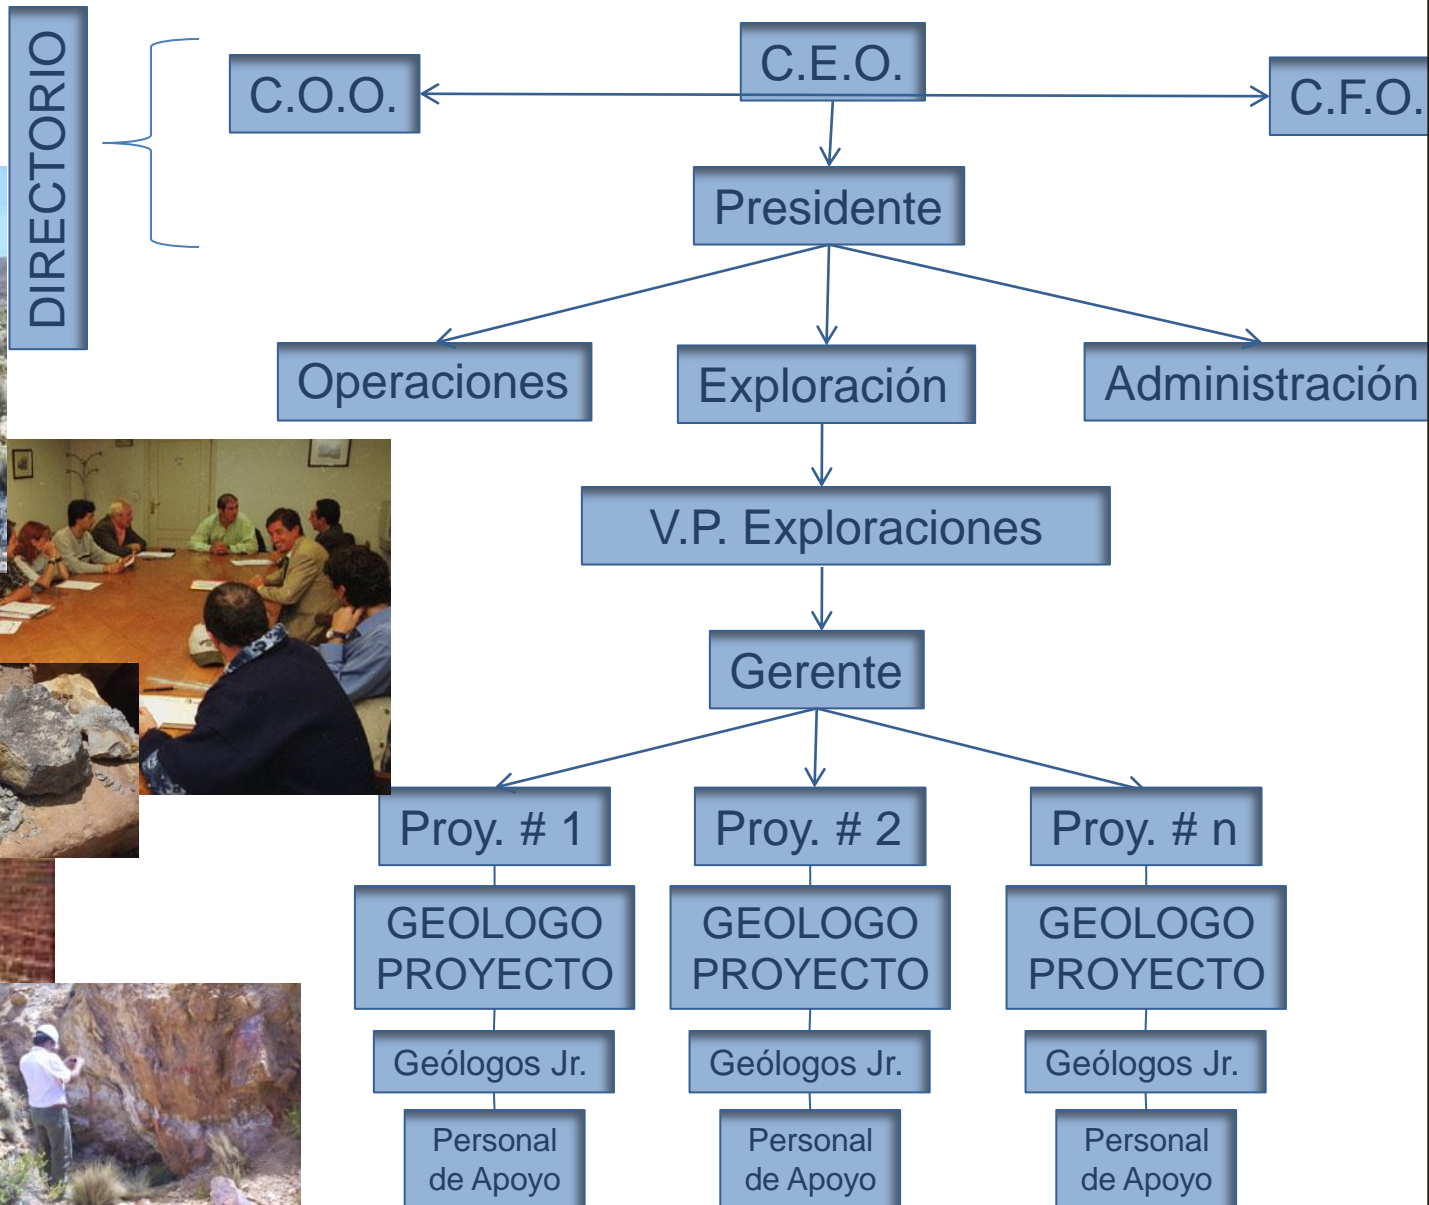 DIRECTORIO
C.E.O.
C.O.O.
C.F.O.
Presidente
Operaciones
Exploración
Administración
V.P. Exploraciones
Gerente
Proy. # 1
Proy. # 2
Proy. # n
GEOLOGO
PROYECTO
GEOLOGO
PROYECTO
GEOLOGO
PROYECTO
Geólogos Jr.
Geólogos Jr.
Geólogos Jr.
Personal
de Apoyo
Personal
de Apoyo
Personal
de Apoyo